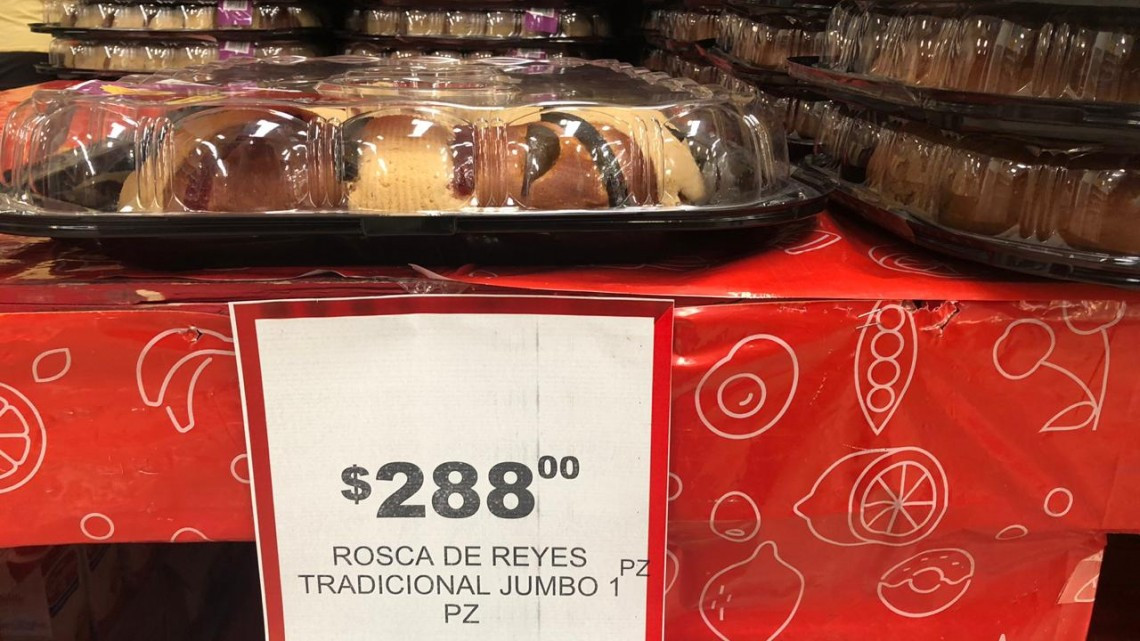 $288⁰⁰
ROSCA DE REYES
TRADICIONAL JUMBO 1 PZ
PZ